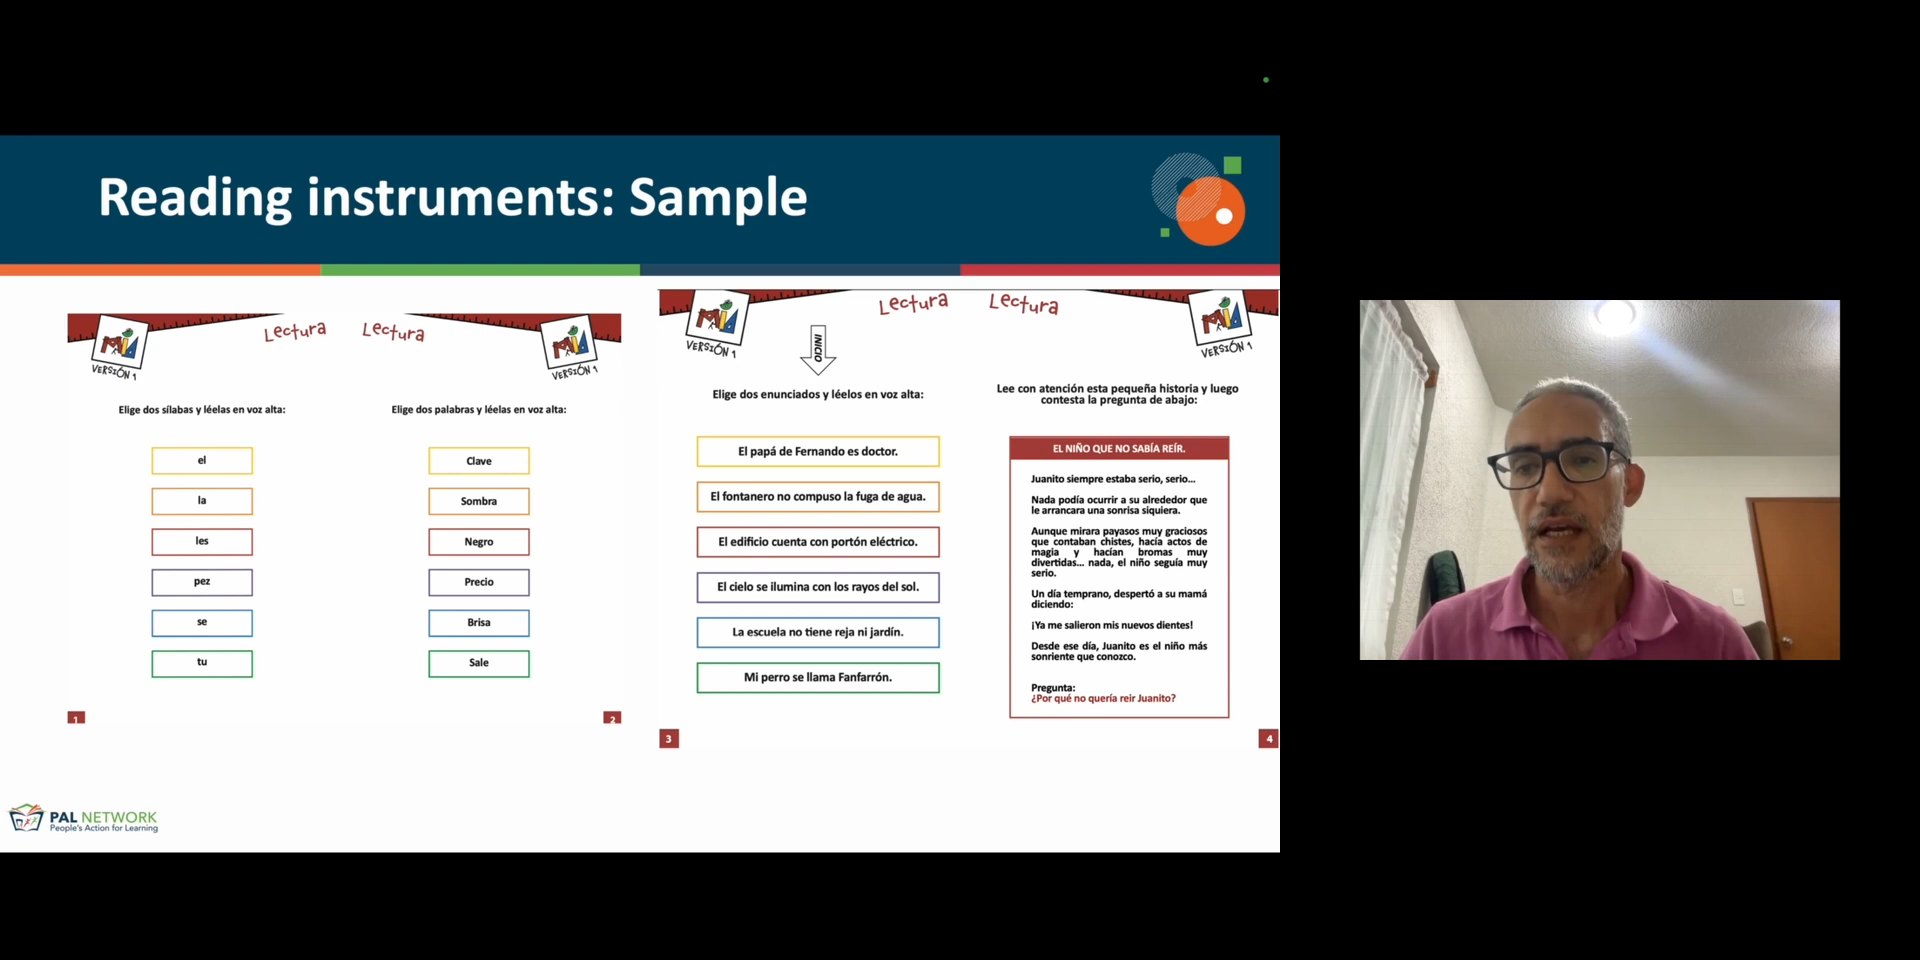 Reading instruments: Sample
MIA
VERSIÓN 1
Lectura
Elige dos sílabas y léelas en voz alta:
el
la
les
pez
se
tu
1
Lectura
MIA
VERSIÓN 1
Elige dos palabras y léelas en voz alta:
Clave
Sombra
Negro
Precio
Brisa
Sale
2
MIA
VERSIÓN 1
Lectura
INICIO
Elige dos enunciados y léelos en voz alta:
El papá de Fernando es doctor.
El fontanero no compuso la fuga de agua.
El edificio cuenta con portón eléctrico.
El cielo se ilumina con los rayos del sol.
La escuela no tiene reja ni jardín.
Mi perro se llama Fanfarrón.
3
Lectura
MIA
VERSIÓN 1
Lee con atención esta pequeña historia y luego
contesta la pregunta de abajo:
EL NIÑO QUE NO SABÍA REÍR.
Juanito siempre estaba serio, serio...
Nada podía ocurrir a su alrededor que
le arrancara una sonrisa siquiera.
Aunque mirara payasos muy graciosos
que contaban chistes, hacía actos de
magia y hacían bromas muy
divertidas... nada, el niño seguía muy
serio.
Un día temprano, despertó a su mamá
diciendo:
¡Ya me salieron mis nuevos dientes!
Desde ese día, Juanito es el niño más
sonriente que conozco.
Pregunta:
¿Por qué no quería reir Juanito?
4
PAL NETWORK
People's Action for Learning